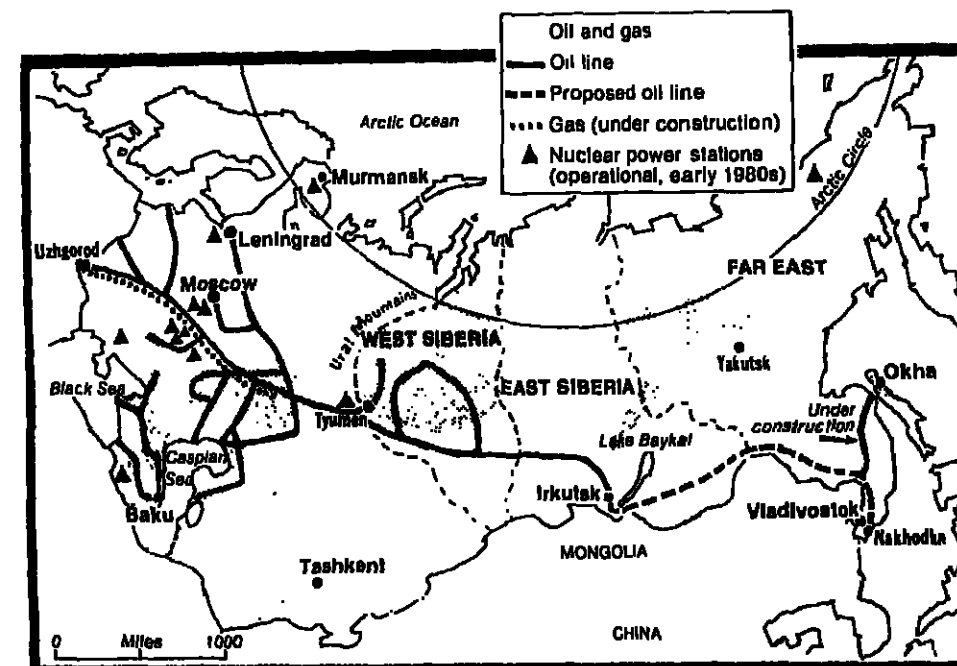 Oil and gas
Oil line
Proposed oil line
Gas (under construction)
Nuclear power stations
(operational, early 1980s)
Arctic Ocean
Arctic Circle
Murmansk
Leningrad
Uzhgorod
Moscow
FAR EAST
Ural Mountains
WEST SIBERIA
Yakutsk
EAST SIBERIA
Okha
Black Sea
Tyumen
Under
construction
Lake Baykal
Caspian
Sea
Irkutsk
Vladivostok
Baku
Nakhodka
MONGOLIA
Tashkent
0 Miles 1000
CHINA